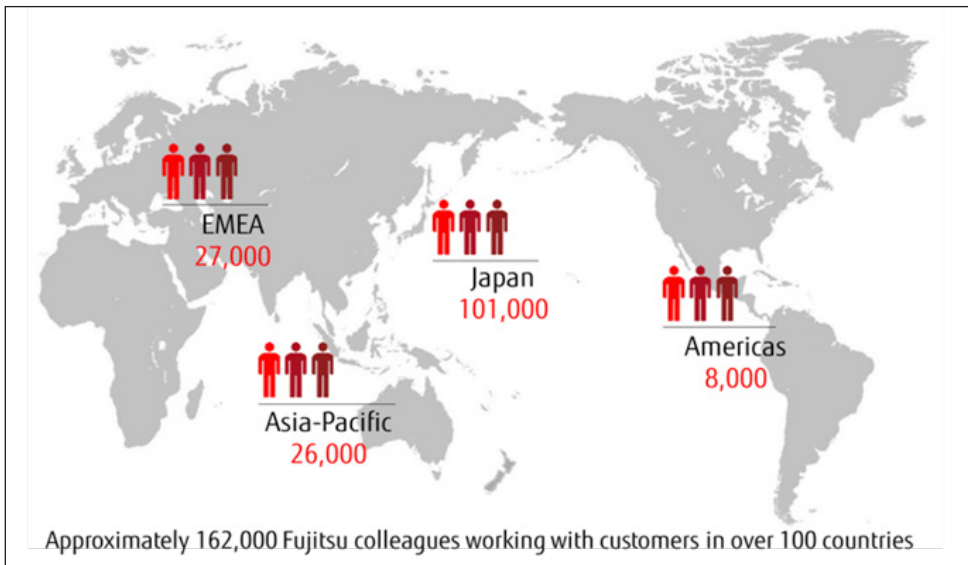 EMEA
27,000
Japan
101,000
Americas
8,000
Asia-Pacific
26,000
Approximately 162,000 Fujitsu colleagues working with customers in over 100 countries